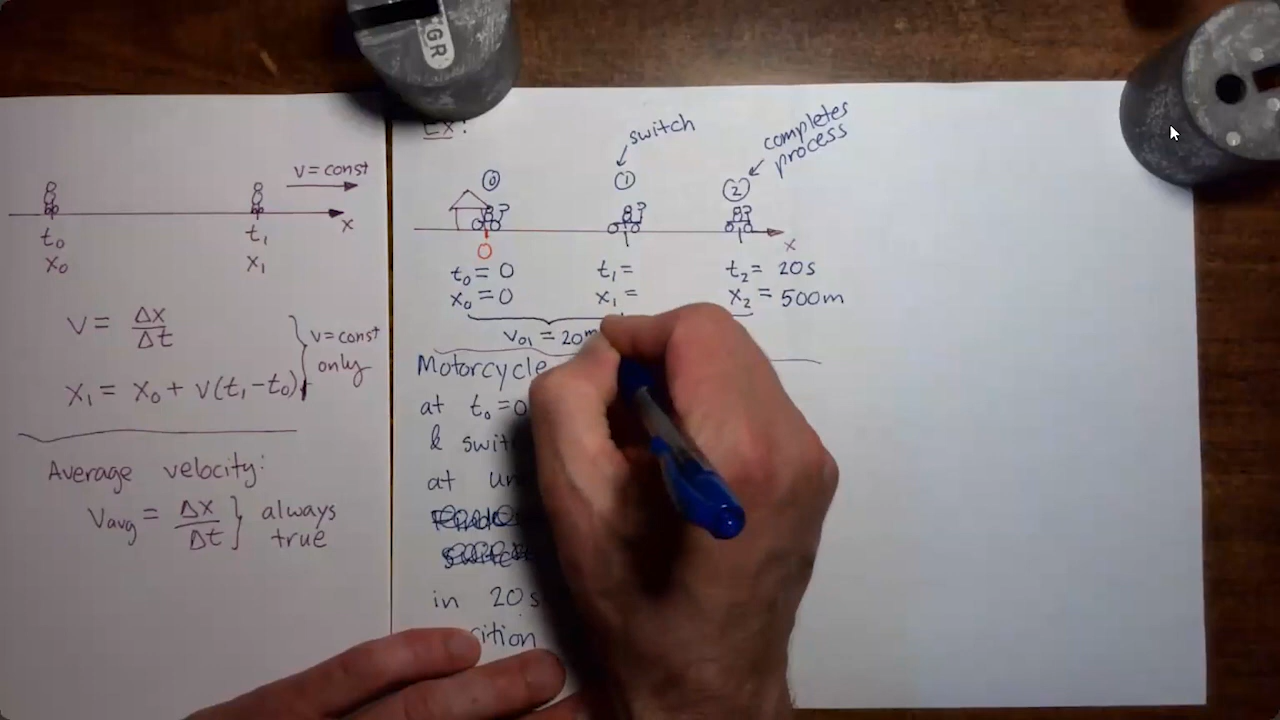 GR
v=const
x
t₀
x₀
t₁
x₁
v = Δx/Δt
x₁ = x₀ + v(t₁-t₀)
v=const
only
Average velocity:
Vavg = Δx/Δt } always
true
Ex:
switch
completes
process
0
1
2
0
x
t₀ = 0
x₀ = 0
t₁ =
x₁ =
t₂ = 20s
x₂ = 500m
v₀₁ = 20
Motorcycle
at t₀ = 0
&
at
in 20s